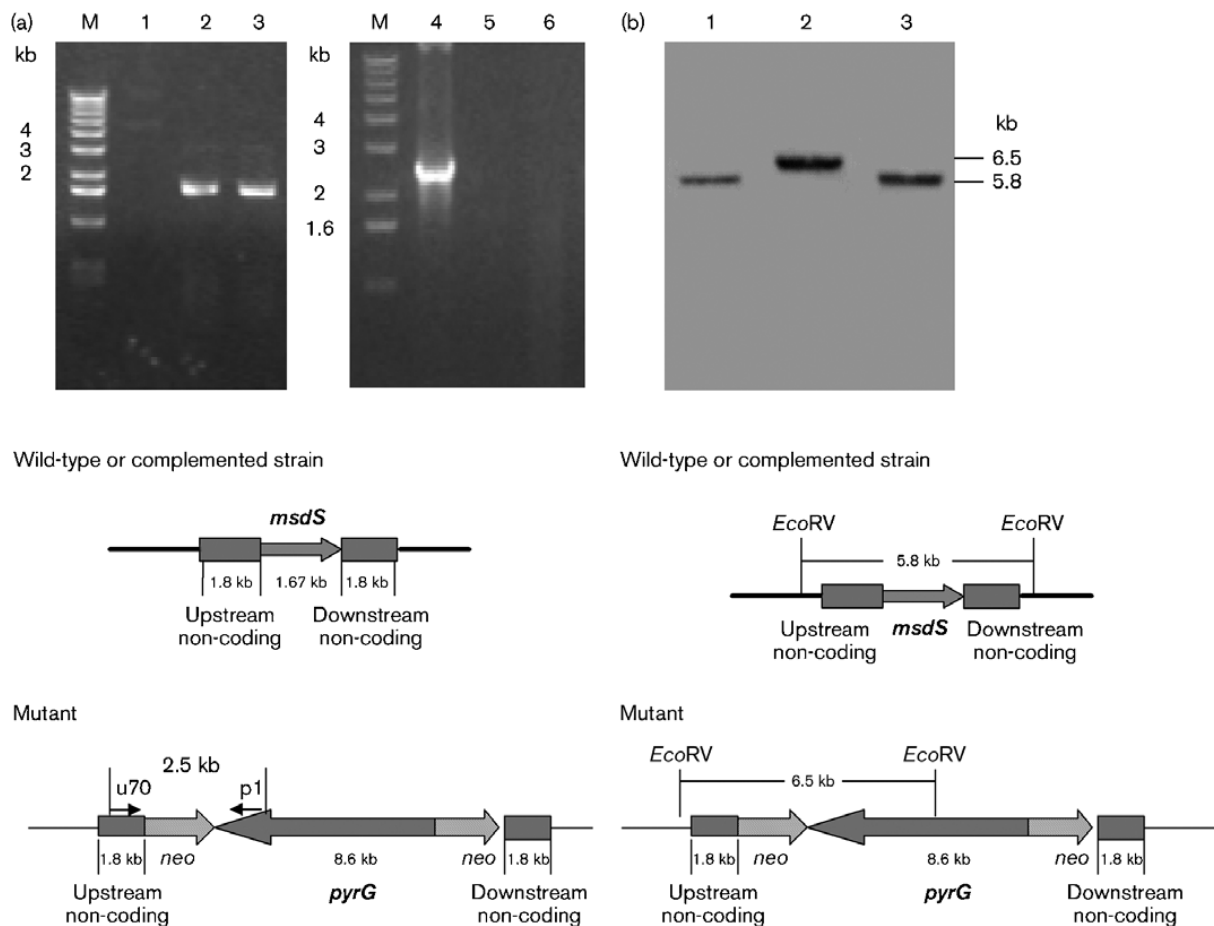 (a) M 1 2 3 M 4 5 6 (b) 1 2 3
kb
4
3
2
kb
4
3
2
1.6
kb
6.5
5.8
Wild-type or complemented strain
msdS
1.8 kb 1.67 kb 1.8 kb
Upstream Downstream
non-coding non-coding
Mutant
2.5 kb
u70 p1
1.8 kb neo 8.6 kb neo 1.8 kb
Upstream pyrG Downstream
non-coding non-coding
Wild-type or complemented strain
EcoRV EcoRV
5.8 kb
Upstream msdS Downstream
non-coding non-coding
Mutant
EcoRV EcoRV
6.5 kb
1.8 kb neo 8.6 kb neo 1.8 kb
Upstream pyrG Downstream
non-coding non-coding